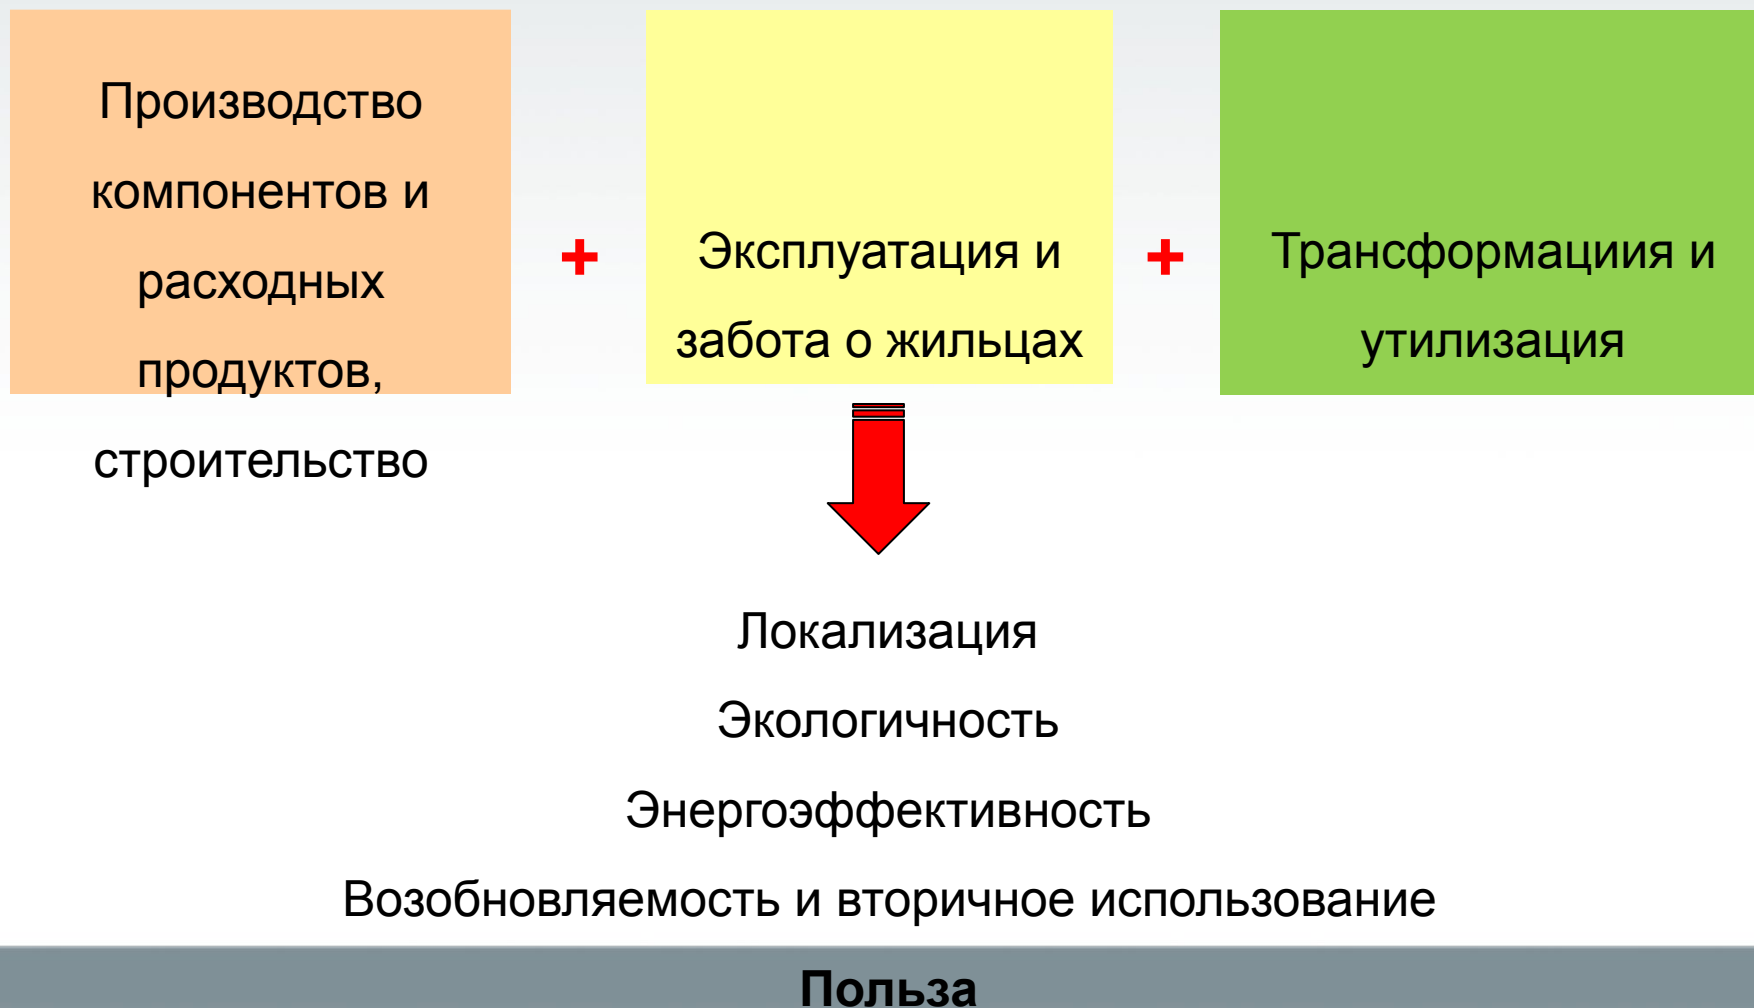 Производство
компонентов и
расходных
продуктов,
строительство
+
Эксплуатация и
забота о жильцах
+
Трансформациия и
утилизация
Локализация
Экологичность
Энергоэффективность
Возобновляемость и вторичное использование
Польза